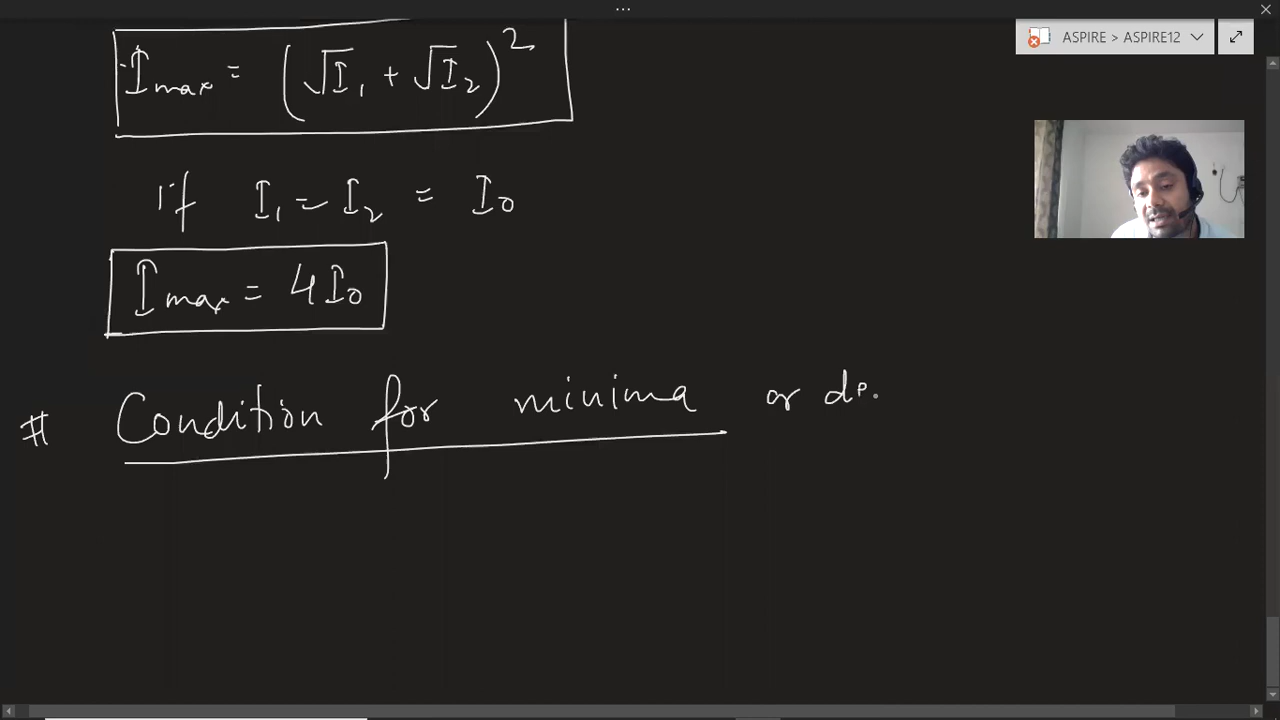 ASPIRE > ASPIRE12
Imax = (√I₁ + √I₂)²
if I₁ = I₂ = I₀
Imax = 4I₀
# Condition for minima or